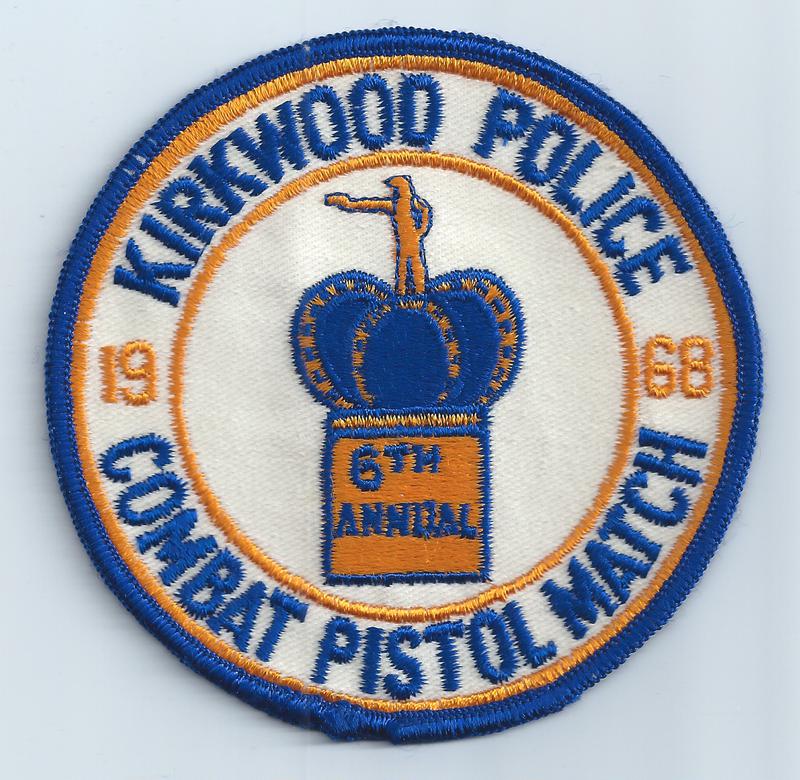 KIRKWOOD POLICE
19 68
6TH
ANNUAL
COMBAT PISTOL MATCH